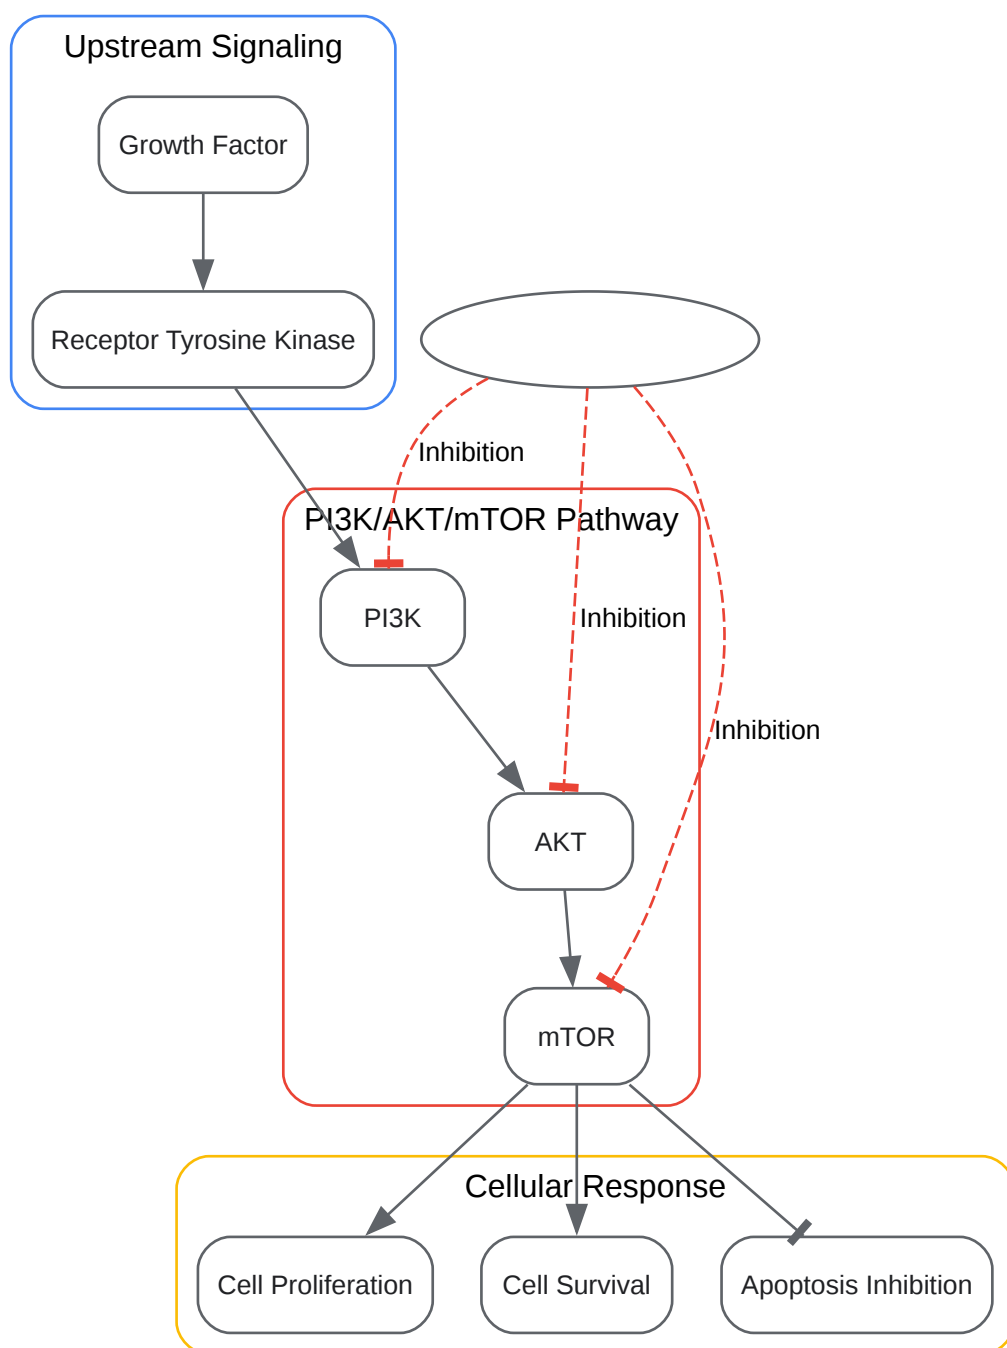 Upstream Signaling
Growth Factor
Receptor Tyrosine Kinase
Inhibition
PI3K/AKT/mTOR Pathway
PI3K
Inhibition
Inhibition
AKT
mTOR
Cellular Response
Cell Proliferation
Cell Survival
Apoptosis Inhibition